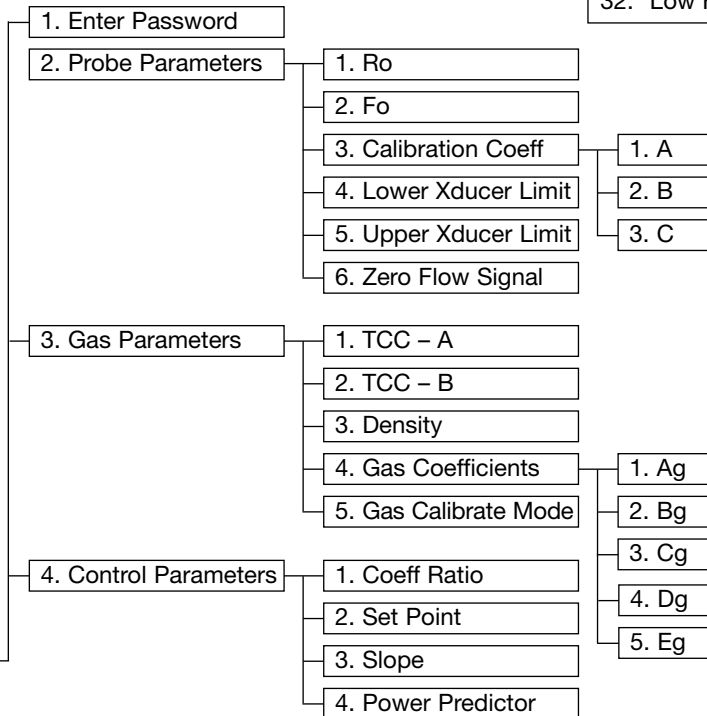 32. Low
1. Enter Password
2. Probe Parameters
1. Ro
2. Fo
3. Calibration Coeff
1. A
2. B
3. C
4. Lower Xducer Limit
5. Upper Xducer Limit
6. Zero Flow Signal
3. Gas Parameters
1. TCC – A
2. TCC – B
3. Density
4. Gas Coefficients
1. Ag
2. Bg
3. Cg
4. Dg
5. Eg
5. Gas Calibrate Mode
4. Control Parameters
1. Coeff Ratio
2. Set Point
3. Slope
4. Power Predictor